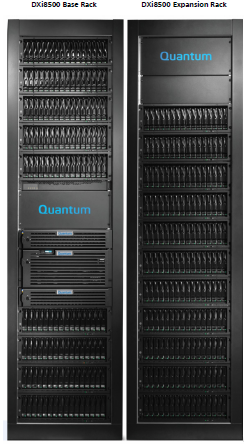 DXi8500 Base Rack
DXi8500 Expansion Rack
Quantum
Quantum